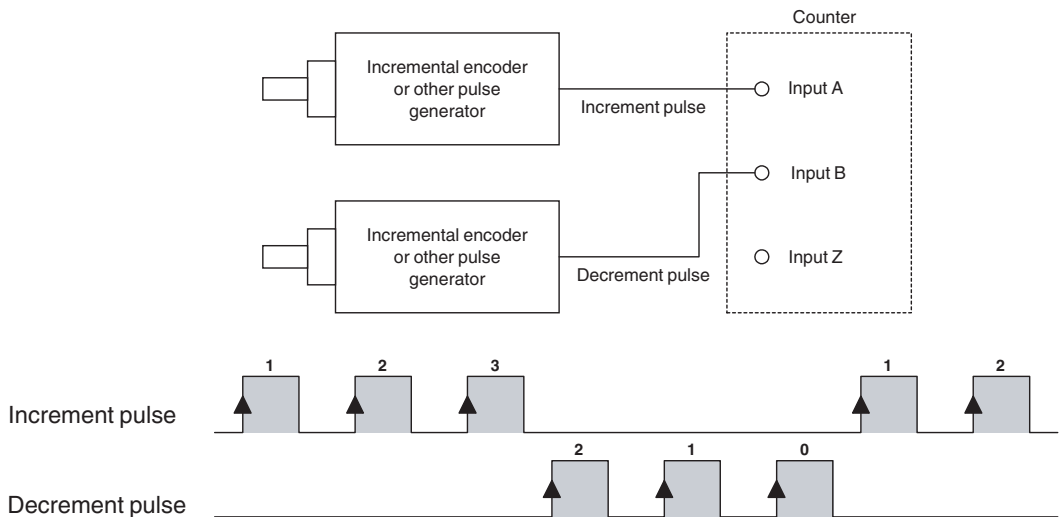 Counter
Incremental encoder
or other pulse
generator
Increment pulse
Input A
Input B
Incremental encoder
or other pulse
generator
Decrement pulse
Input Z
1 2 3 1 2
Increment pulse
2 1 0
Decrement pulse